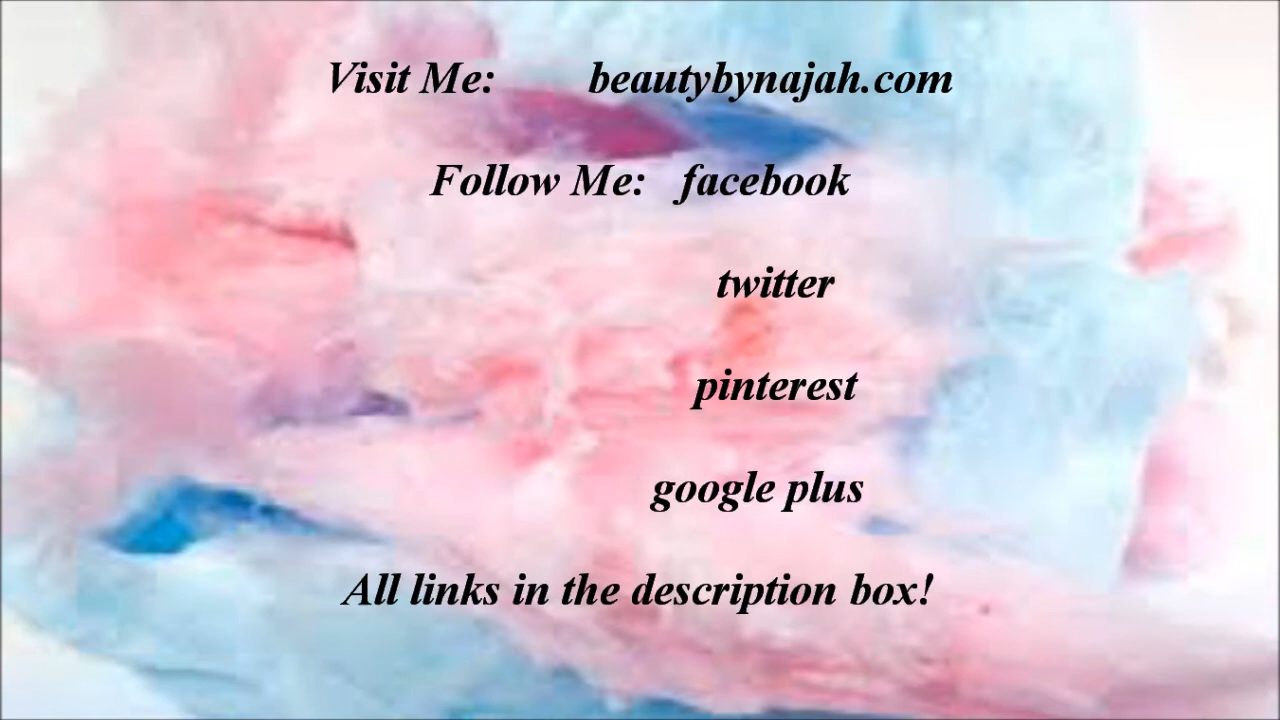 Visit Me: beautybynajah.com
Follow Me: facebook
twitter
pinterest
google plus
All links in the description box!